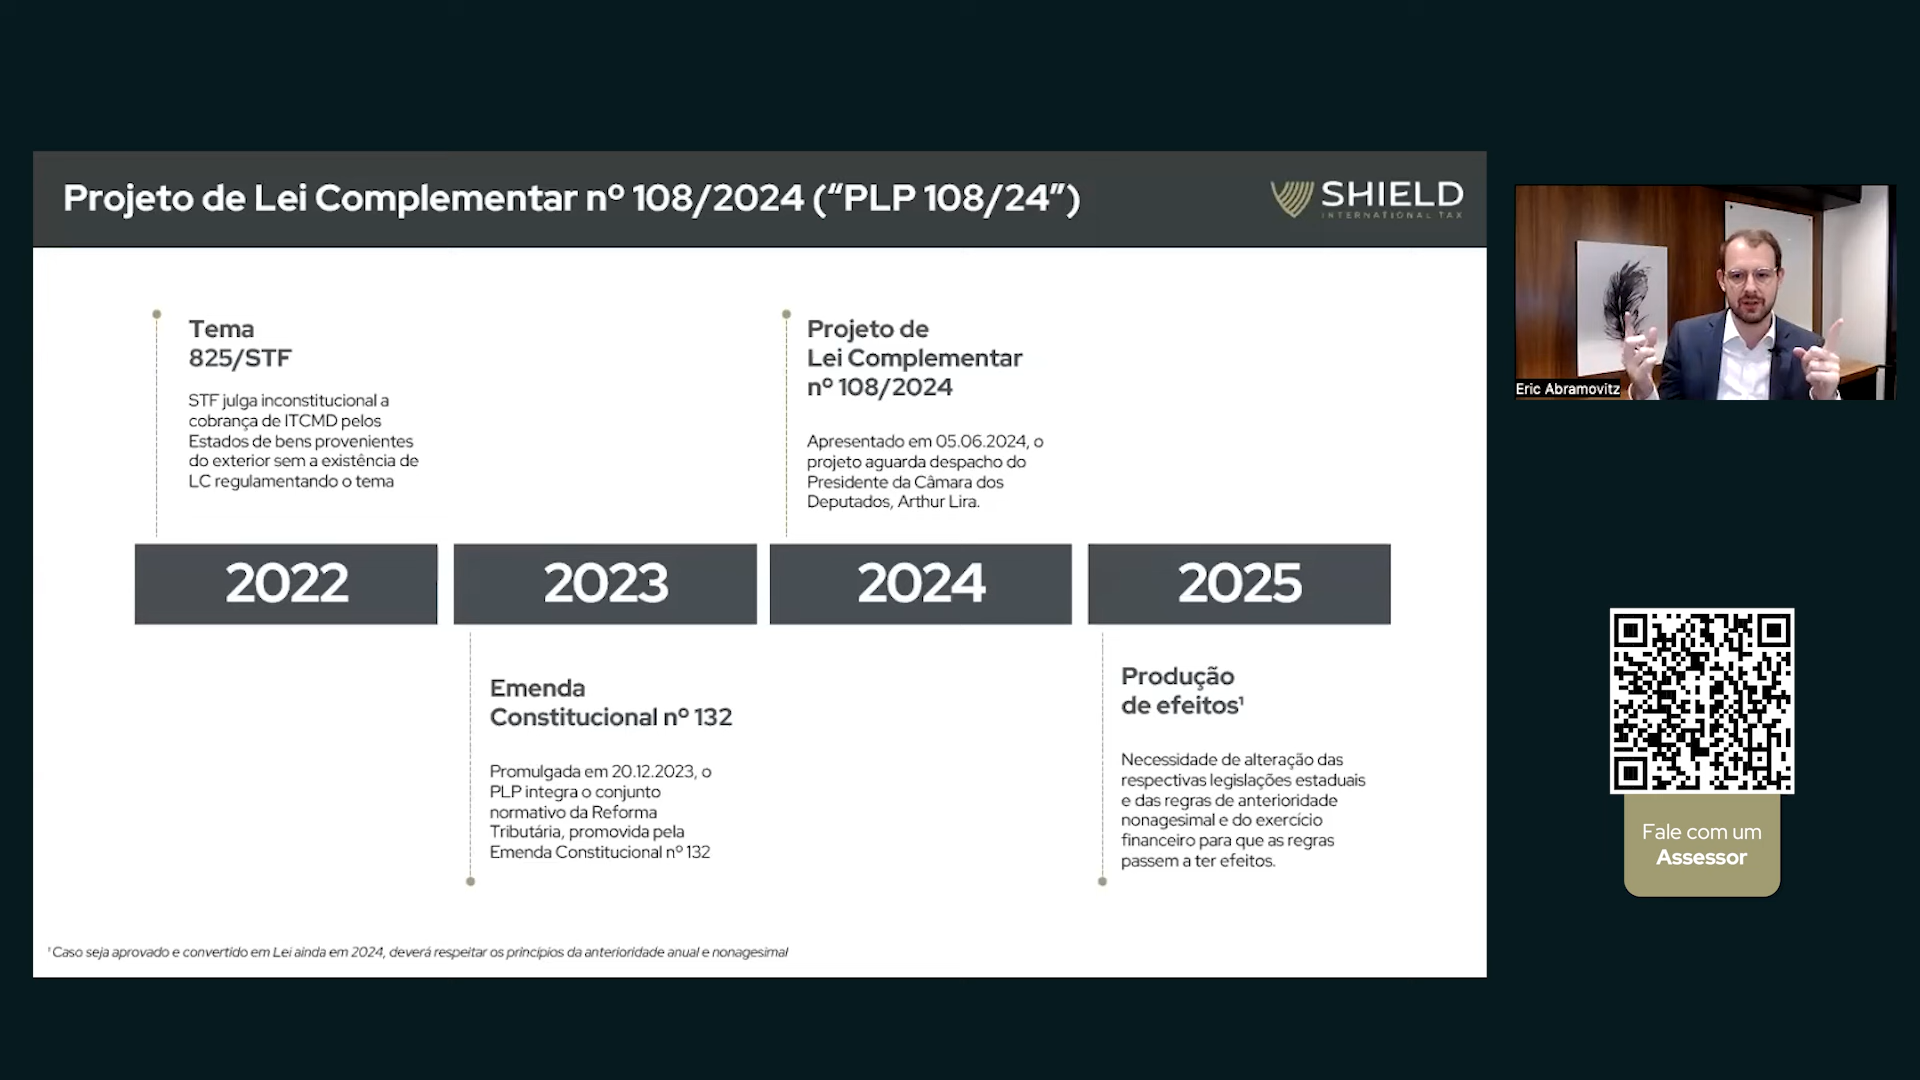 Projeto de Lei Complementar nº 108/2024 (“PLP 108/24”)
SHIELD
INTERNATIONAL TAX
Tema
825/STF
STF julga inconstitucional a
cobrança de ITCMD pelos
Estados de bens provenientes
do exterior sem a existência de
LC regulamentando o tema
Projeto de
Lei Complementar
nº 108/2024
Apresentado em 05.06.2024, o
projeto aguarda despacho do
Presidente da Câmara dos
Deputados, Arthur Lira.
2022
2023
2024
2025
Emenda
Constitucional nº 132
Promulgada em 20.12.2023, o
PLP integra o conjunto
normativo da Reforma
Tributária, promovida pela
Emenda Constitucional nº 132
Produção
de efeitos¹
Necessidade de alteração das
respectivas legislações estaduais
e das regras de anterioridade
nonagesimal e do exercício
financeiro para que as regras
passem a ter efeitos.
¹ Caso seja aprovado e convertido em Lei ainda em 2024, deverá respeitar os princípios da anterioridade anual e nonagesimal
Eric Abramovitz
Fale com um
Assessor